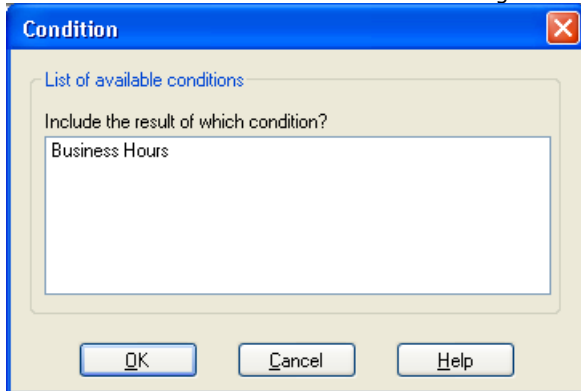 Condition
List of available conditions
Include the result of which condition?
Business Hours
OK
Cancel
Help